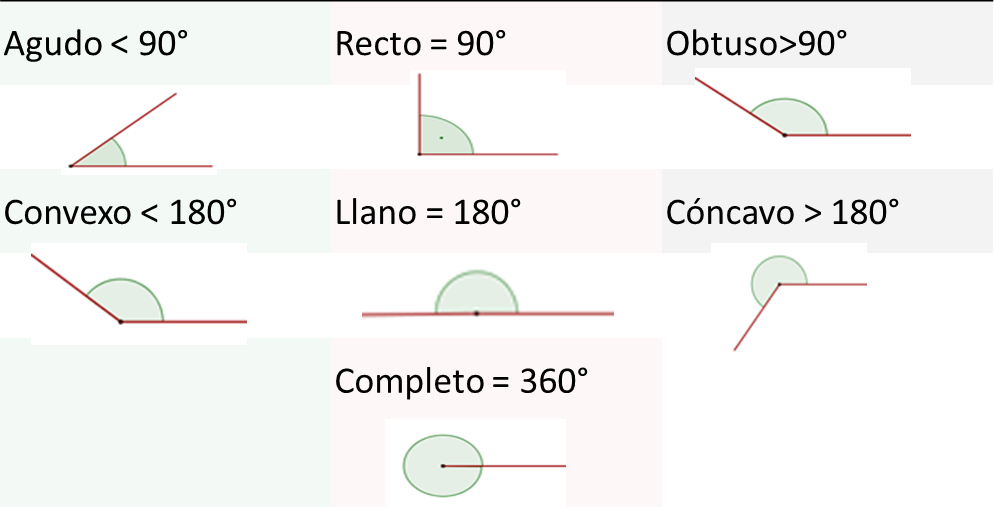 Agudo < 90°
Recto = 90°
Obtuso>90°
Convexo < 180°
Llano = 180°
Cóncavo > 180°
Completo = 360°